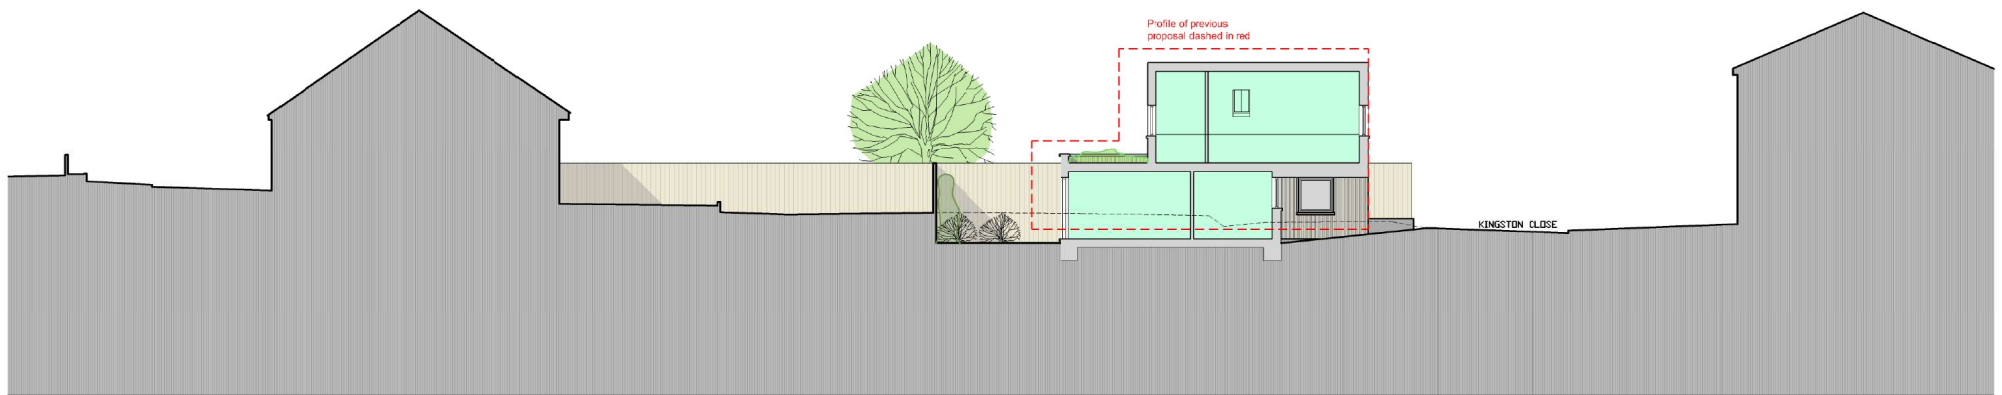 Profile of previous
proposal dashed in red
KINGSTON CLOSE